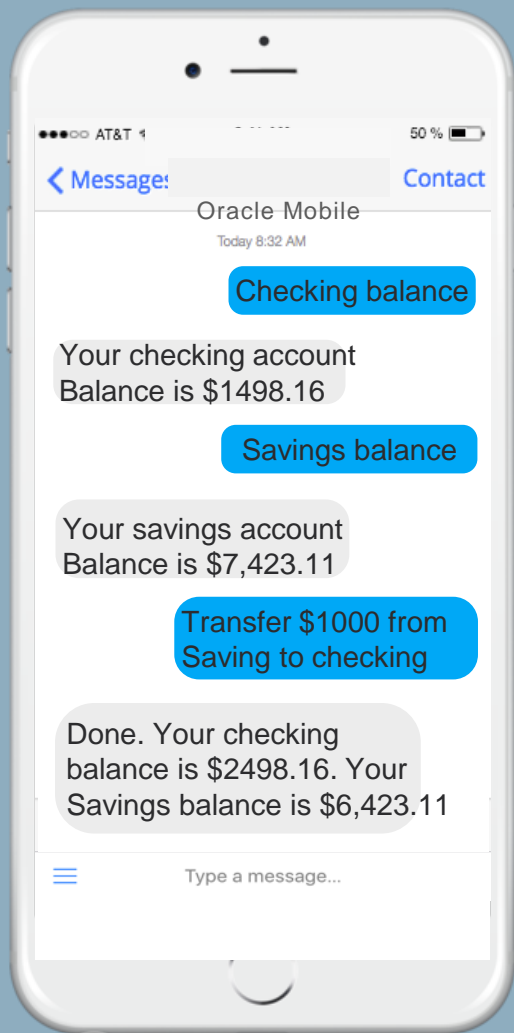 AT&T
50 %
Messages
Contact
Oracle Mobile
Today 8:32 AM
Checking balance
Your checking account
Balance is $1498.16
Savings balance
Your savings account
Balance is $7,423.11
Transfer $1000 from
Saving to checking
Done. Your checking
balance is $2498.16. Your
Savings balance is $6,423.11
Type a message...